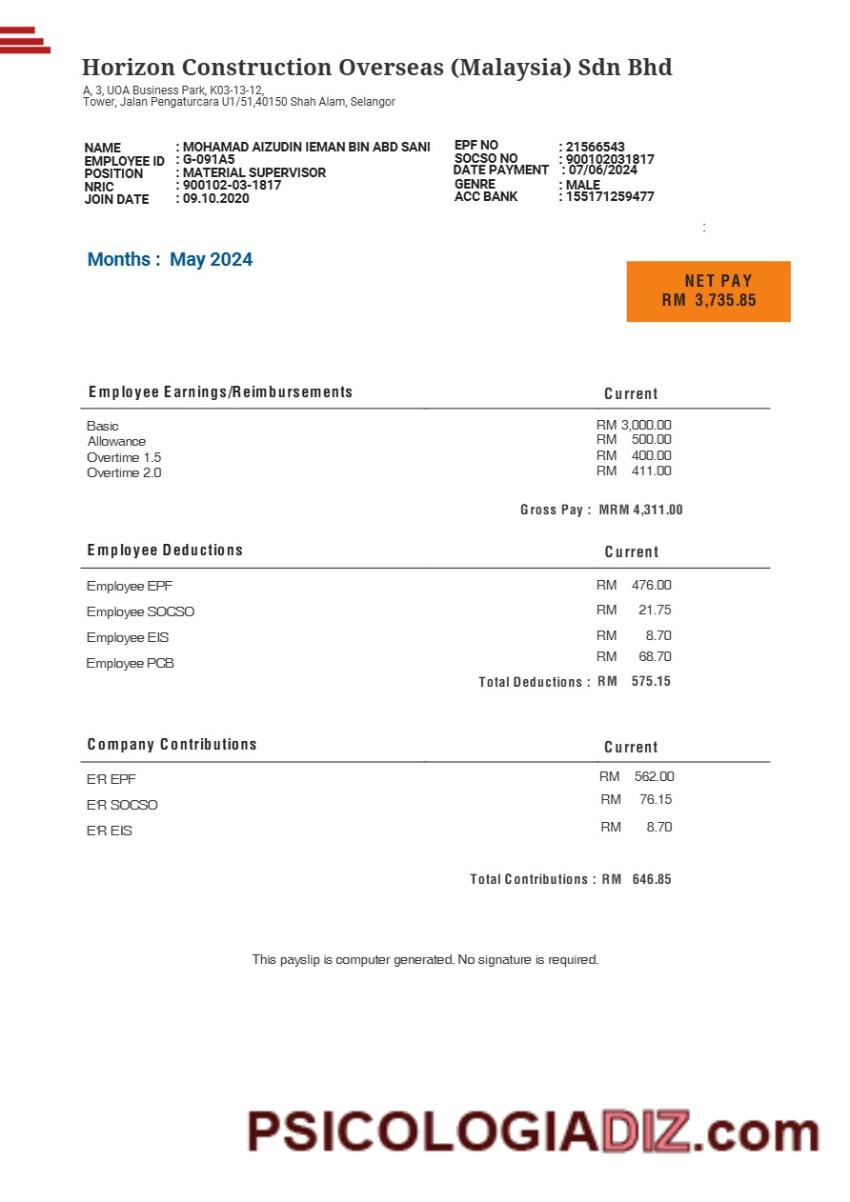 Horizon Construction Overseas (Malaysia) Sdn Bhd
A, 3, UOA Business Park, K03-13-12,
Tower, Jalan Pengaturcara U1/51,40150 Shah Alam, Selangor
NAME : MOHAMAD AIZUDIN IEMAN BIN ABD SANI EPF NO : 21566543
EMPLOYEE ID : G-091A5 SOCSO NO : 900102031817
POSITION : MATERIAL SUPERVISOR DATE PAYMENT : 07/06/2024
NRIC : 900102-03-1817 GENRE : MALE
JOIN DATE : 09.10.2020 ACC BANK : 155171259477
:
Months : May 2024
NET PAY
RM 3,735.85
Employee Earnings/Reimbursements Current
Basic RM 3,000.00
Allowance RM 500.00
Overtime 1.5 RM 400.00
Overtime 2.0 RM 411.00
Gross Pay : MRM 4,311.00
Employee Deductions Current
Employee EPF RM 476.00
Employee SOCSO RM 21.75
Employee EIS RM 8.70
Employee PCB RM 68.70
Total Deductions : RM 575.15
Company Contributions Current
E'R EPF RM 562.00
E'R SOCSO RM 76.15
E'R EIS RM 8.70
Total Contributions : RM 646.85
This payslip is computer generated. No signature is required.
PSICOLOGIADIZ.com